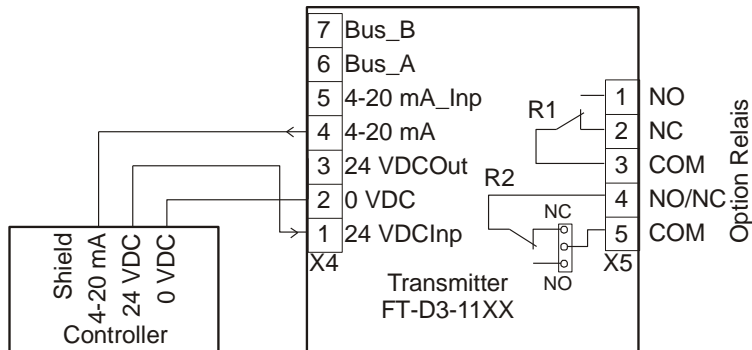 7 Bus_B
6 Bus_A
5 4-20 mA_Inp
4 4-20 mA
3 24 VDCOut
2 0 VDC
1 24 VDCInp
X4
R1
R2
NC
NO
1 NO
2 NC
3 COM
4 NO/NC
5 COM
X5
Option Relais
Transmitter
FT-D3-11XX
Shield
4-20 mA
24 VDC
0 VDC
Controller